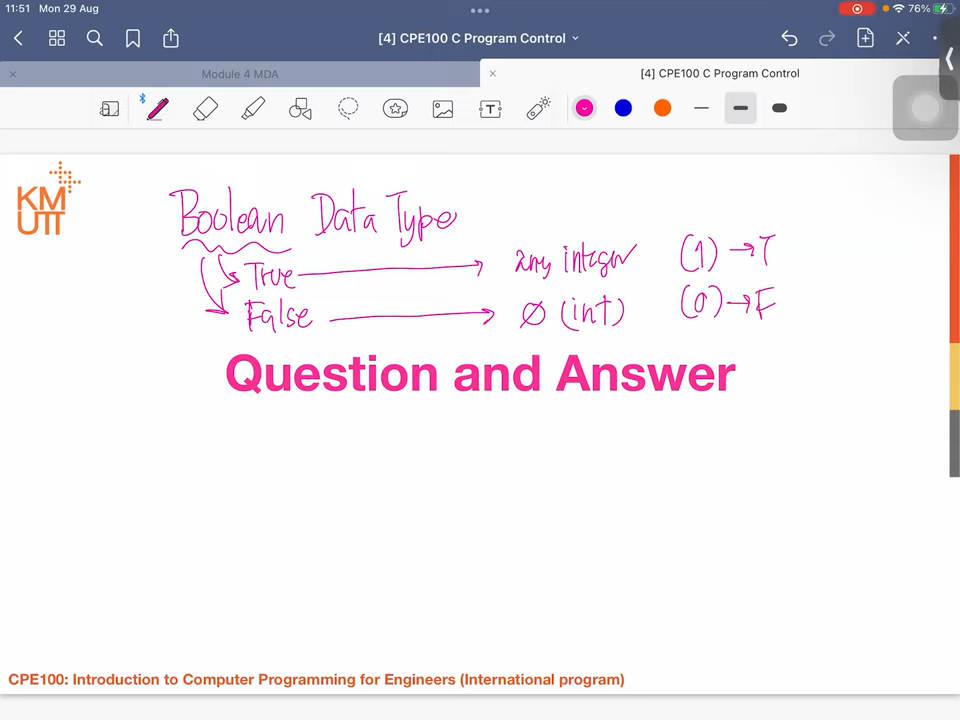 11:51 Mon 29 Aug
76%
[4] CPE100 C Program Control
Module 4 MDA
[4] CPE100 C Program Control
T
KM
UTT
Boolean Data Type
True any integer (1) → T
False Ø (int) (0) → F
Question and Answer
CPE100: Introduction to Computer Programming for Engineers (International program)